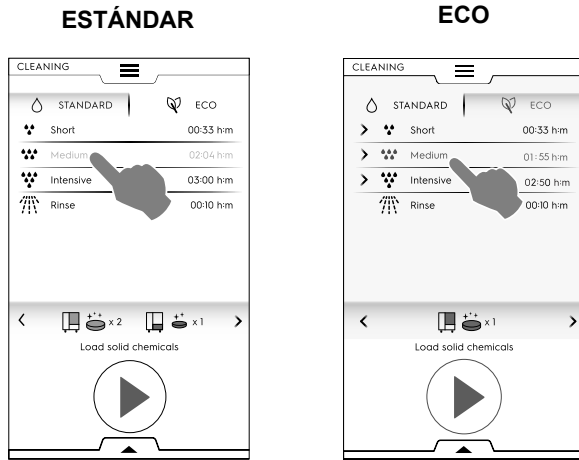 ESTÁNDAR
CLEANING
STANDARD ECO
Short 00:33 h:m
Medium 02:04 h:m
Intensive 03:00 h:m
Rinse 00:10 h:m
x 2 x 1
Load solid chemicals
ECO
CLEANING
STANDARD ECO
Short 00:33 h:m
Medium 01:55 h:m
Intensive 02:50 h:m
Rinse 00:10 h:m
x 1
Load solid chemicals